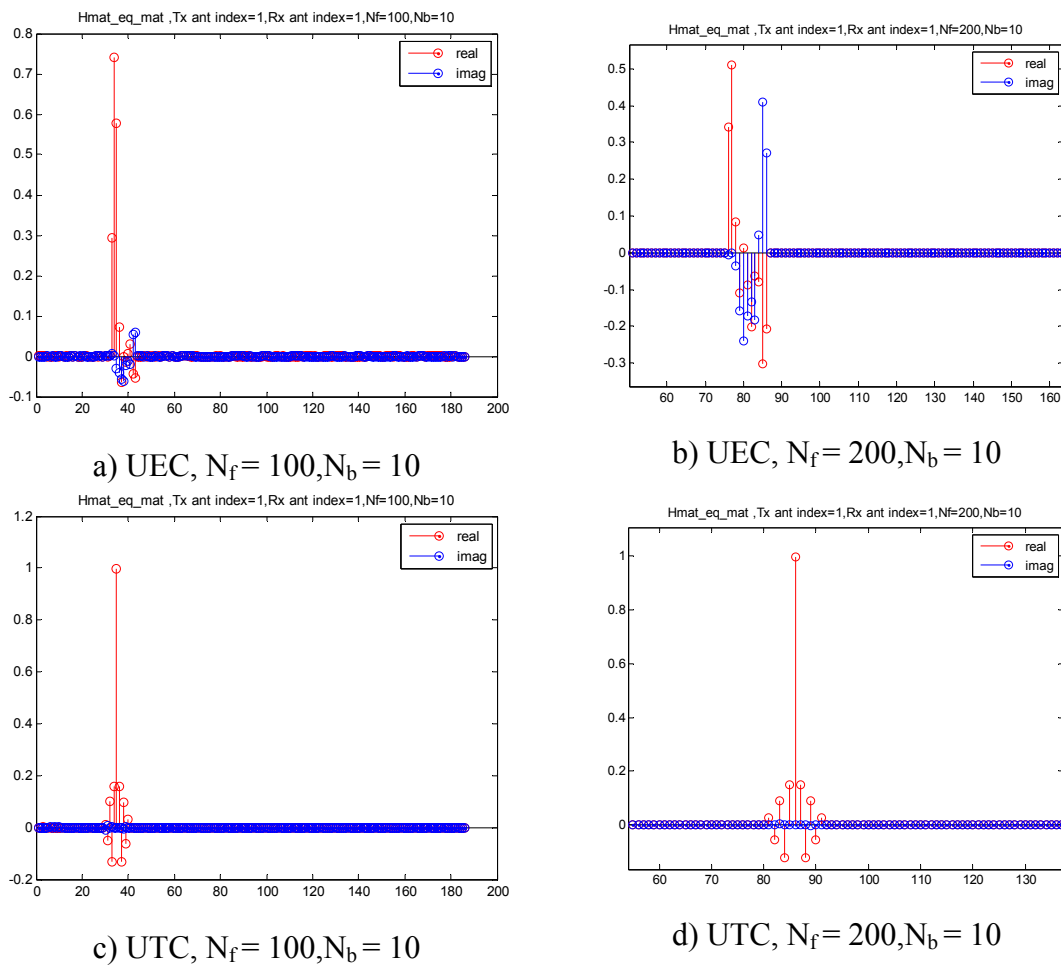 Hmat_eq_mat ,Tx ant index=1,Rx ant index=1,Nf=100,Nb=10
0.8
0.7
0.6
0.5
0.4
0.3
0.2
0.1
0
-0.1
0 20 40 60 80 100 120 140 160 180 200
real
imag
a) UEC, Nf = 100,Nb = 10
Hmat_eq_mat ,Tx ant index=1,Rx ant index=1,Nf=200,Nb=10
0.5
0.4
0.3
0.2
0.1
0
-0.1
-0.2
-0.3
60 70 80 90 100 110 120 130 140 150 160
real
imag
b) UEC, Nf = 200,Nb = 10
Hmat_eq_mat ,Tx ant index=1,Rx ant index=1,Nf=100,Nb=10
1.2
1
0.8
0.6
0.4
0.2
0
-0.2
0 20 40 60 80 100 120 140 160 180 200
real
imag
c) UTC, Nf = 100,Nb = 10
Hmat_eq_mat ,Tx ant index=1,Rx ant index=1,Nf=200,Nb=10
1
0.8
0.6
0.4
0.2
0
60 70 80 90 100 110 120 130
real
imag
d) UTC, Nf = 200,Nb = 10